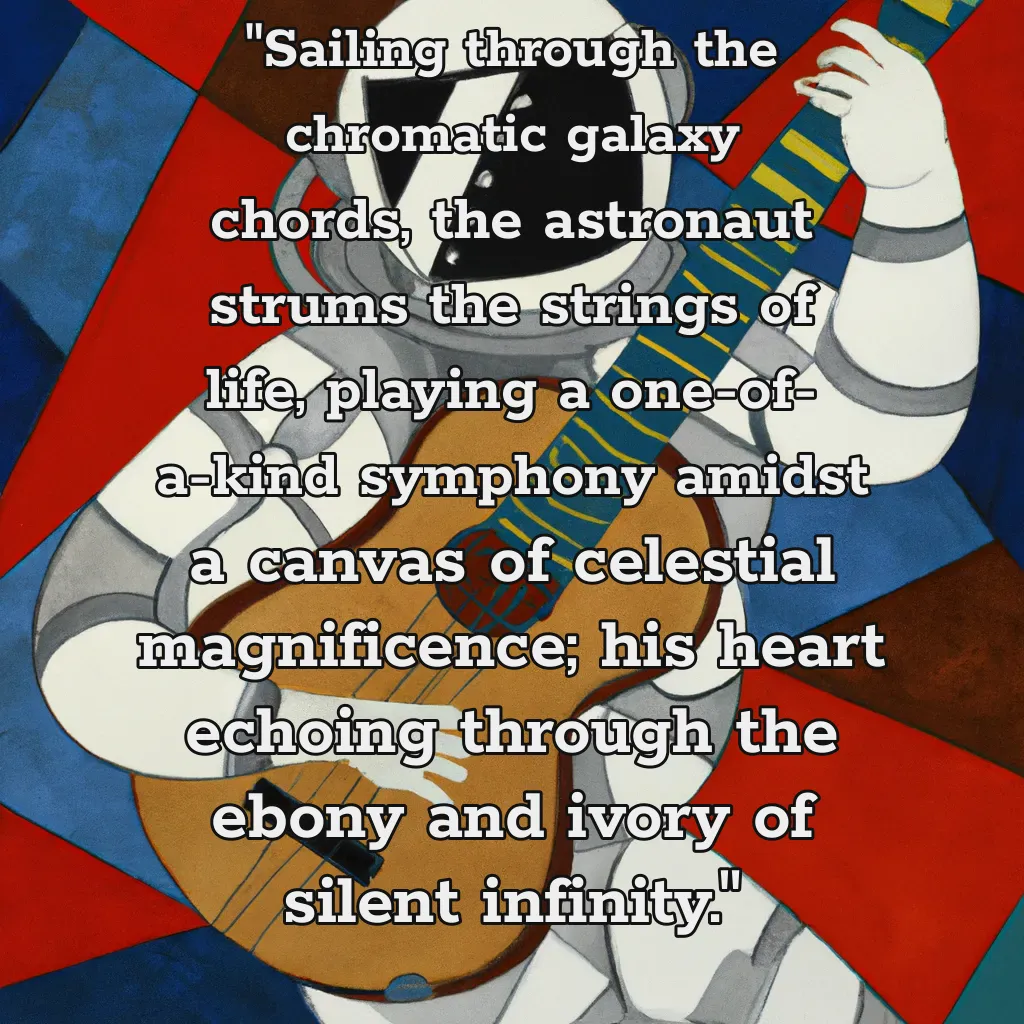 "Sailing through the
chromatic galaxy
chords, the astronaut
strums the strings of
life, playing a one-of-
a-kind symphony amidst
a canvas of celestial
magnificence; his heart
echoing through the
ebony and ivory of
silent infinity."